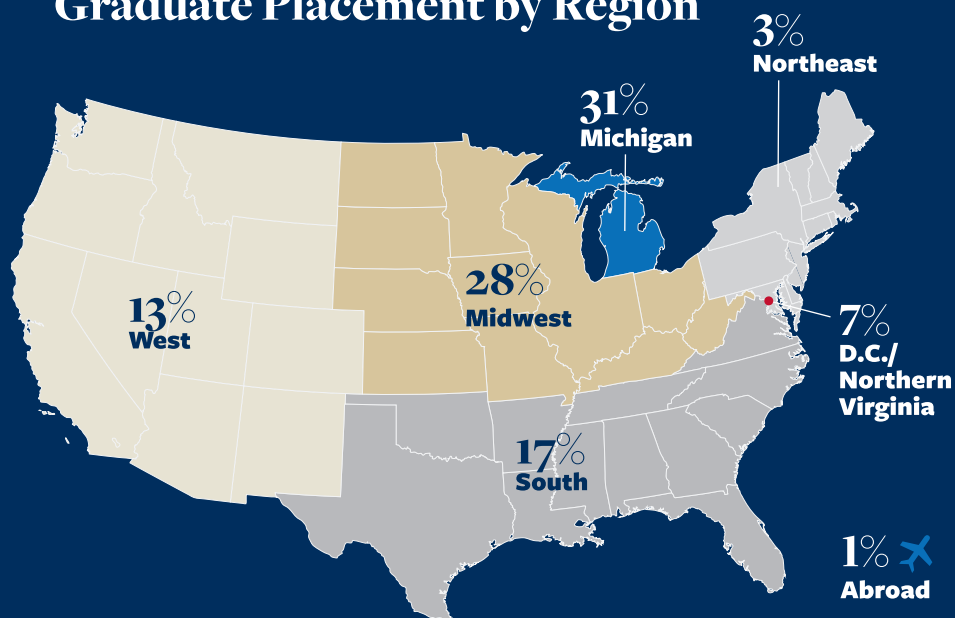 Graduate Placement by Region
3%
Northeast
31%
Michigan
28%
Midwest
13%
West
7%
D.C./
Northern
Virginia
17%
South
1%
Abroad